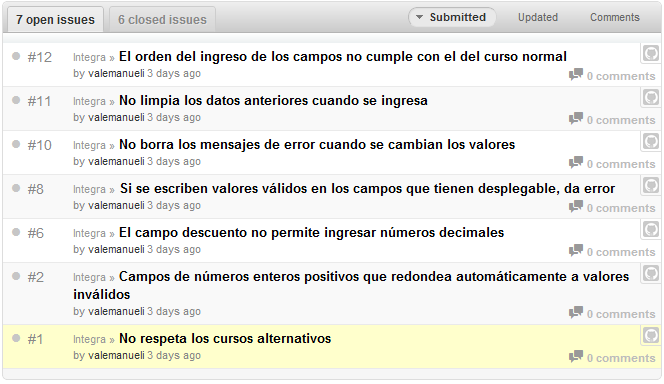 7 open issues 6 closed issues Submitted Updated Comments
#12 Integra » El orden del ingreso de los campos no cumple con el del curso normal
by valemanueli 3 days ago 0 comments
#11 Integra » No limpia los datos anteriores cuando se ingresa
by valemanueli 3 days ago 0 comments
#10 Integra » No borra los mensajes de error cuando se cambian los valores
by valemanueli 3 days ago 0 comments
#8 Integra » Si se escriben valores válidos en los campos que tienen desplegable, da error
by valemanueli 3 days ago 0 comments
#6 Integra » El campo descuento no permite ingresar números decimales
by valemanueli 3 days ago 0 comments
#2 Integra » Campos de números enteros positivos que redondea automáticamente a valores
inválidos
by valemanueli 3 days ago 0 comments
#1 Integra » No respeta los cursos alternativos
by valemanueli 3 days ago 0 comments